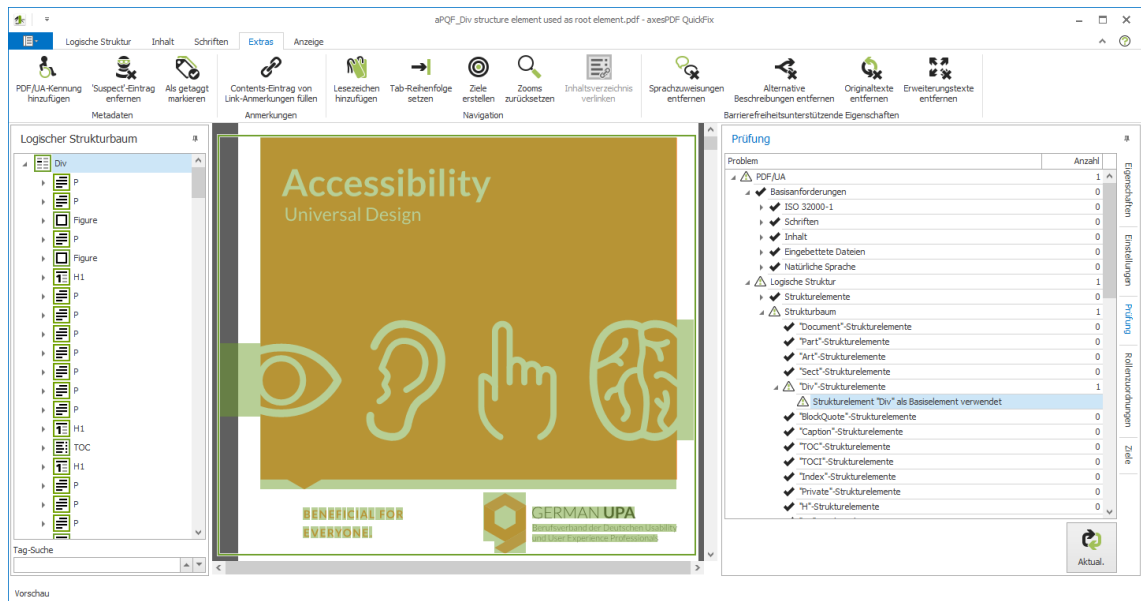 aPQF_Div structure element used as root element.pdf - axesPDF QuickFix
Logische Struktur Inhalt Schriften Extras Anzeige
PDF/UA-Kennung
hinzufügen
'Suspect'-Eintrag
enfernen
Als getaggt
markieren
Contents-Eintrag von
Link-Anmerkungen füllen
Lesezeichen
hinzufügen
Tab-Reihenfolge
setzen
Ziele
erstellen
Zooms
zurücksetzen
Inhaltsverzeichnis
verlinken
Sprachzuweisungen
entfernen
Alternative
Beschreibungen entfernen
Originaltexte
entfernen
Erweiterungstexte
entfernen
Metadaten
Anmerkungen
Navigation
Barrierefreiheitsunterstützende Eigenschaften
Logischer Strukturbaum
Div
P
P
Figure
P
Figure
H1
P
P
P
P
P
P
P
H1
TOC
H1
P
P
P
Tag-Suche
Vorschau
Accessibility
Universal Design
BENEFICIAL FOR
EVERYONE.
GERMAN UPA
Berufsverband der Deutschen Usability
und User Experience Professionals
Prüfung
Problem Anzahl
PDF/UA 1
Basisanforderungen 0
ISO 32000-1 0
Schriften 0
Inhalt 0
Eingebettete Dateien 0
Natürliche Sprache 0
Logische Struktur 1
Strukturelemente 0
Strukturbaum 1
"Document"-Strukturelemente 0
"Part"-Strukturelemente 0
"Art"-Strukturelemente 0
"Sect"-Strukturelemente 0
"Div"-Strukturelemente 1
Strukturelement "Div" als Basiselement verwendet
"BlockQuote"-Strukturelemente 0
"Caption"-Strukturelemente 0
"TOC"-Strukturelemente 0
"TOCI"-Strukturelemente 0
"Index"-Strukturelemente 0
"Private"-Strukturelemente 0
"H"-Strukturelemente 0
Aktual.
Eigenschaften
Einstellungen
Prüfung
Rollenzuordnungen
Ziele